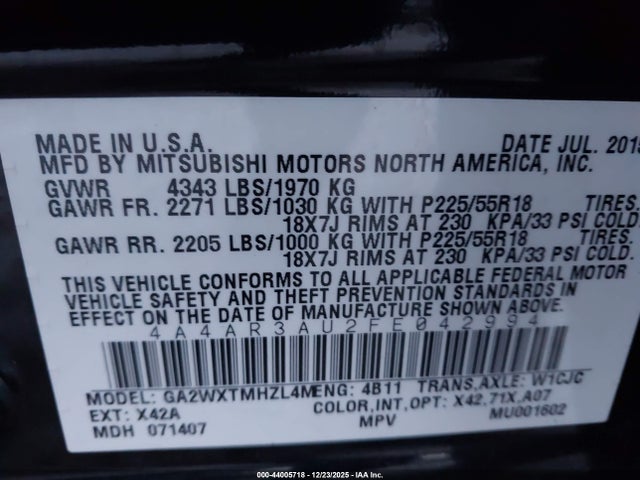 MADE IN U.S.A. DATE JUL. 2015
MFD BY MITSUBISHI MOTORS NORTH AMERICA, INC.
GVWR 4343 LBS/1970 KG
GAWR FR. 2271 LBS/1030 KG WITH P225/55R18 TIRES.
18X7J RIMS AT 230 KPA/33 PSI COLD.
GAWR RR. 2205 LBS/1000 KG WITH P225/55R18 TIRES.
18X7J RIMS AT 230 KPA/33 PSI COLD.
THIS VEHICLE CONFORMS TO ALL APPLICABLE FEDERAL MOTOR
VEHICLE SAFETY AND THEFT PREVENTION STANDARDS IN
EFFECT ON THE DATE OF MANUFACTURE SHOWN ABOVE.
4A4AR3AU2FE042994
MODEL: GA2WXTMHZL4M ENG: 4B11 TRANS,AXLE: W1CJC
EXT: X42A COLOR,INT,OPT: X42,71X,A07
MDH 071407 MPV MU001602
000-44005718 - 12/23/2025 - IAA Inc.